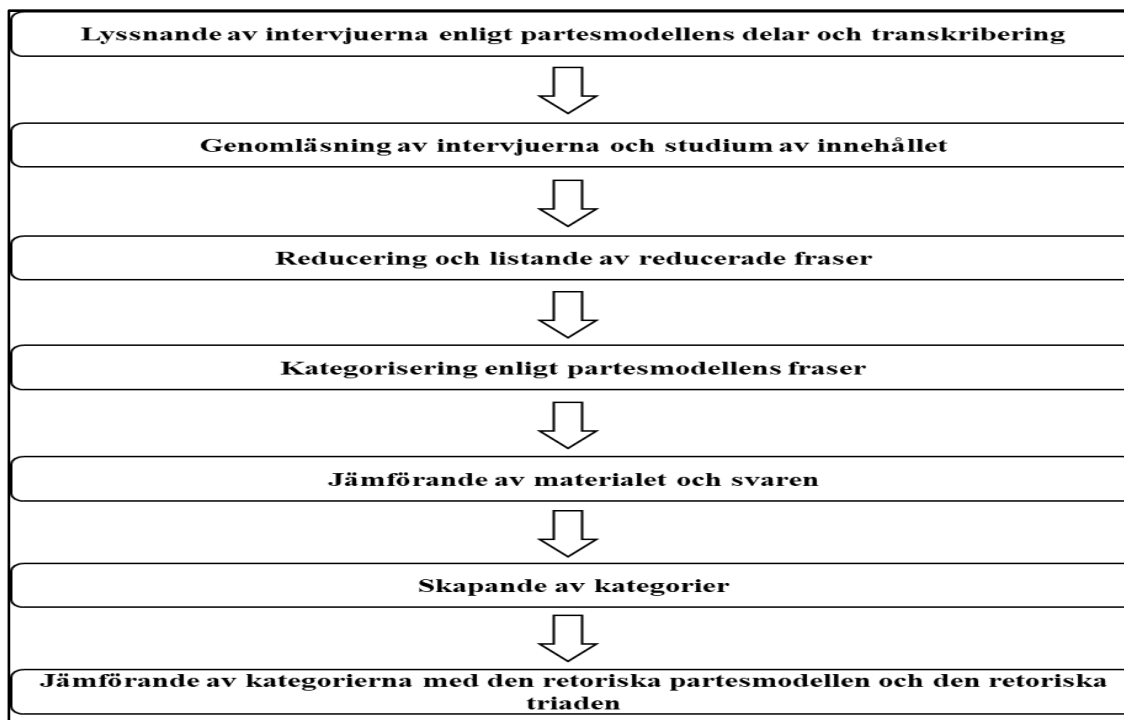 Lyssnande av intervjuerna enligt partesmodellens delar och transkribering
Genomläsning av intervjuerna och studium av innehållet
Reducering och listande av reducerade fraser
Kategorisering enligt partesmodellens fraser
Jämförande av materialet och svaren
Skapande av kategorier
Jämförande av kategorierna med den retoriska partesmodellen och den retoriska
triaden